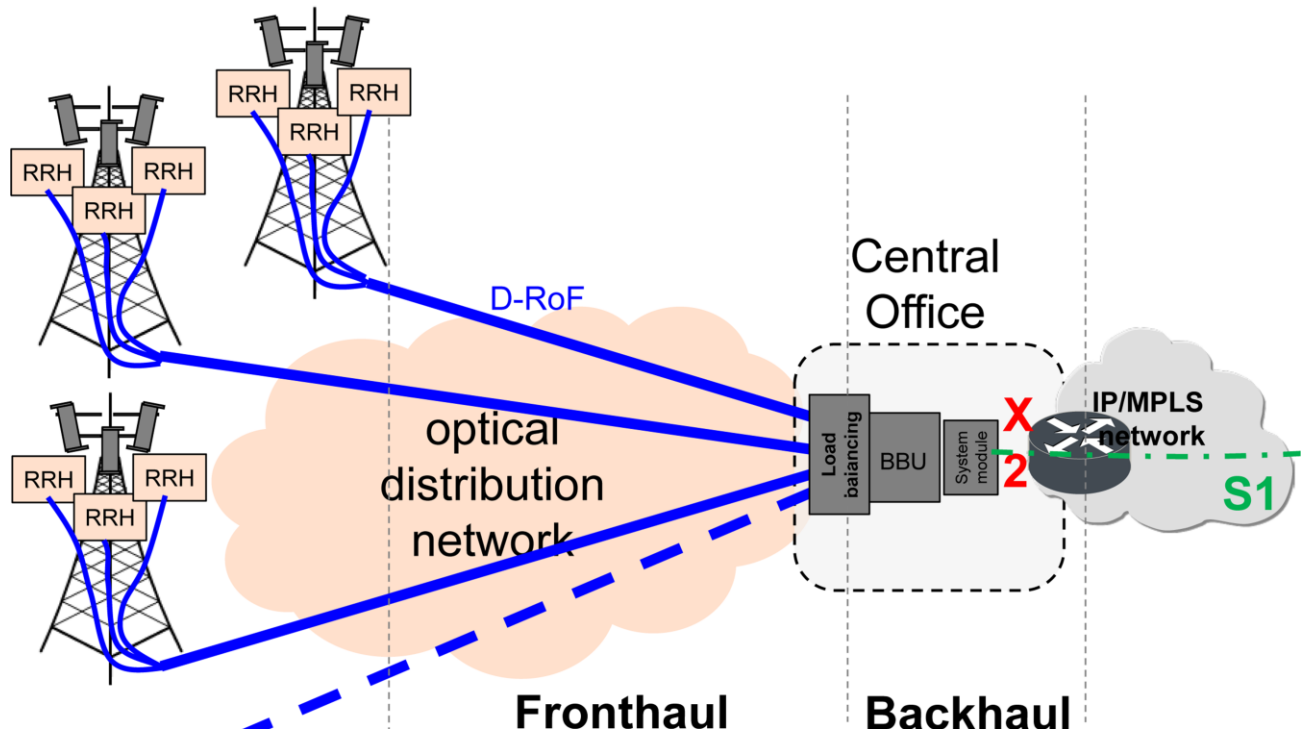 RRH
RRH
RRH
RRH
RRH
RRH
RRH
RRH
RRH
D-RoF
optical
distribution
network
Central
Office
Load
baiancing
BBU
System
module
X
2
IP/MPLS
network
S1
Fronthaul
Backhaul